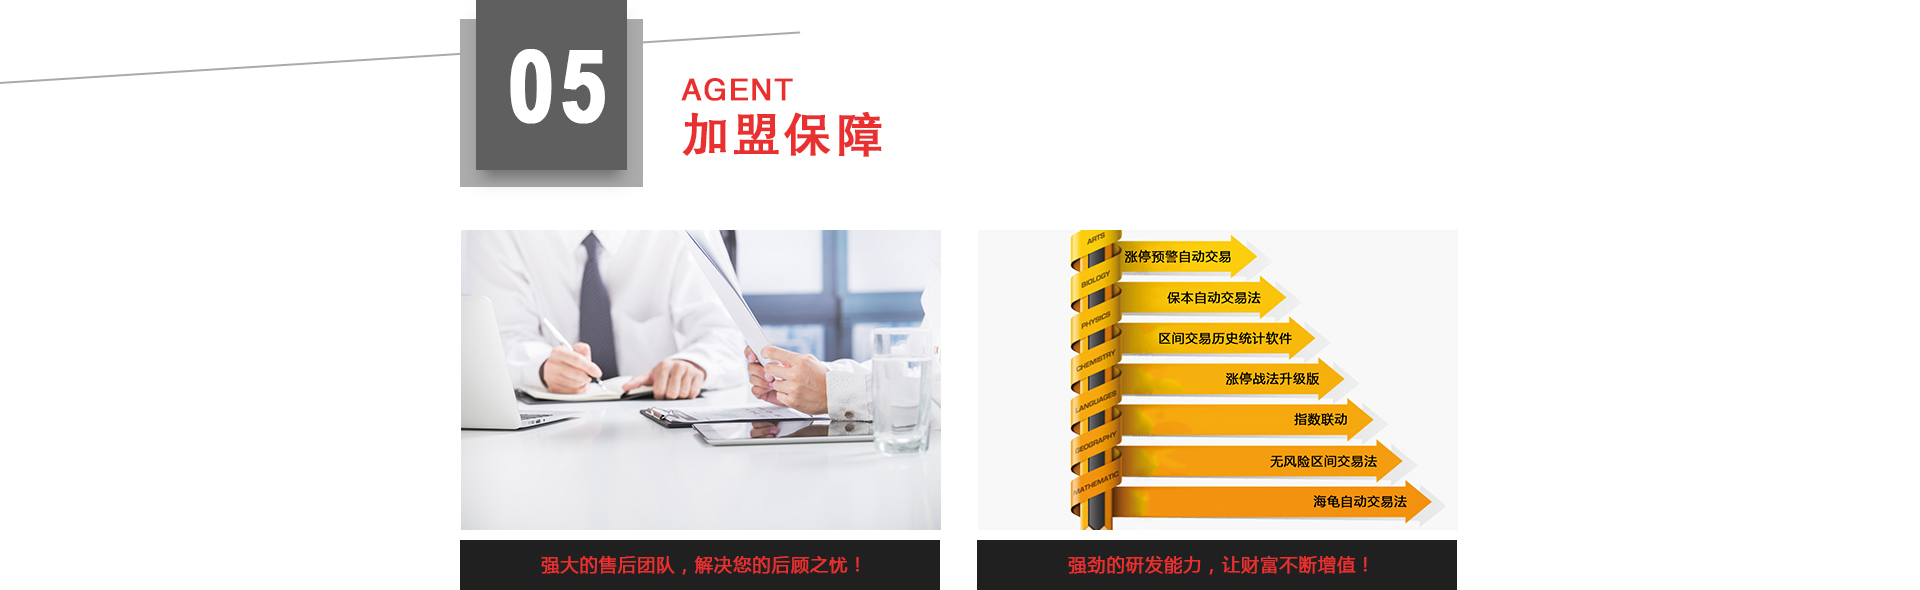 05
AGENT
加盟保障
ARTS
涨停预警自动交易
BIOLOGY
保本自动交易法
PHYSICS
区间交易历史统计软件
CHEMISTRY
涨停战法升级版
LANGUAGES
指数联动
GEOGRAPHY
无风险区间交易法
MATHEMATIC
海龟自动交易法
强大的售后团队，解决您的后顾之忧！
强劲的研发能力，让财富不断增值！